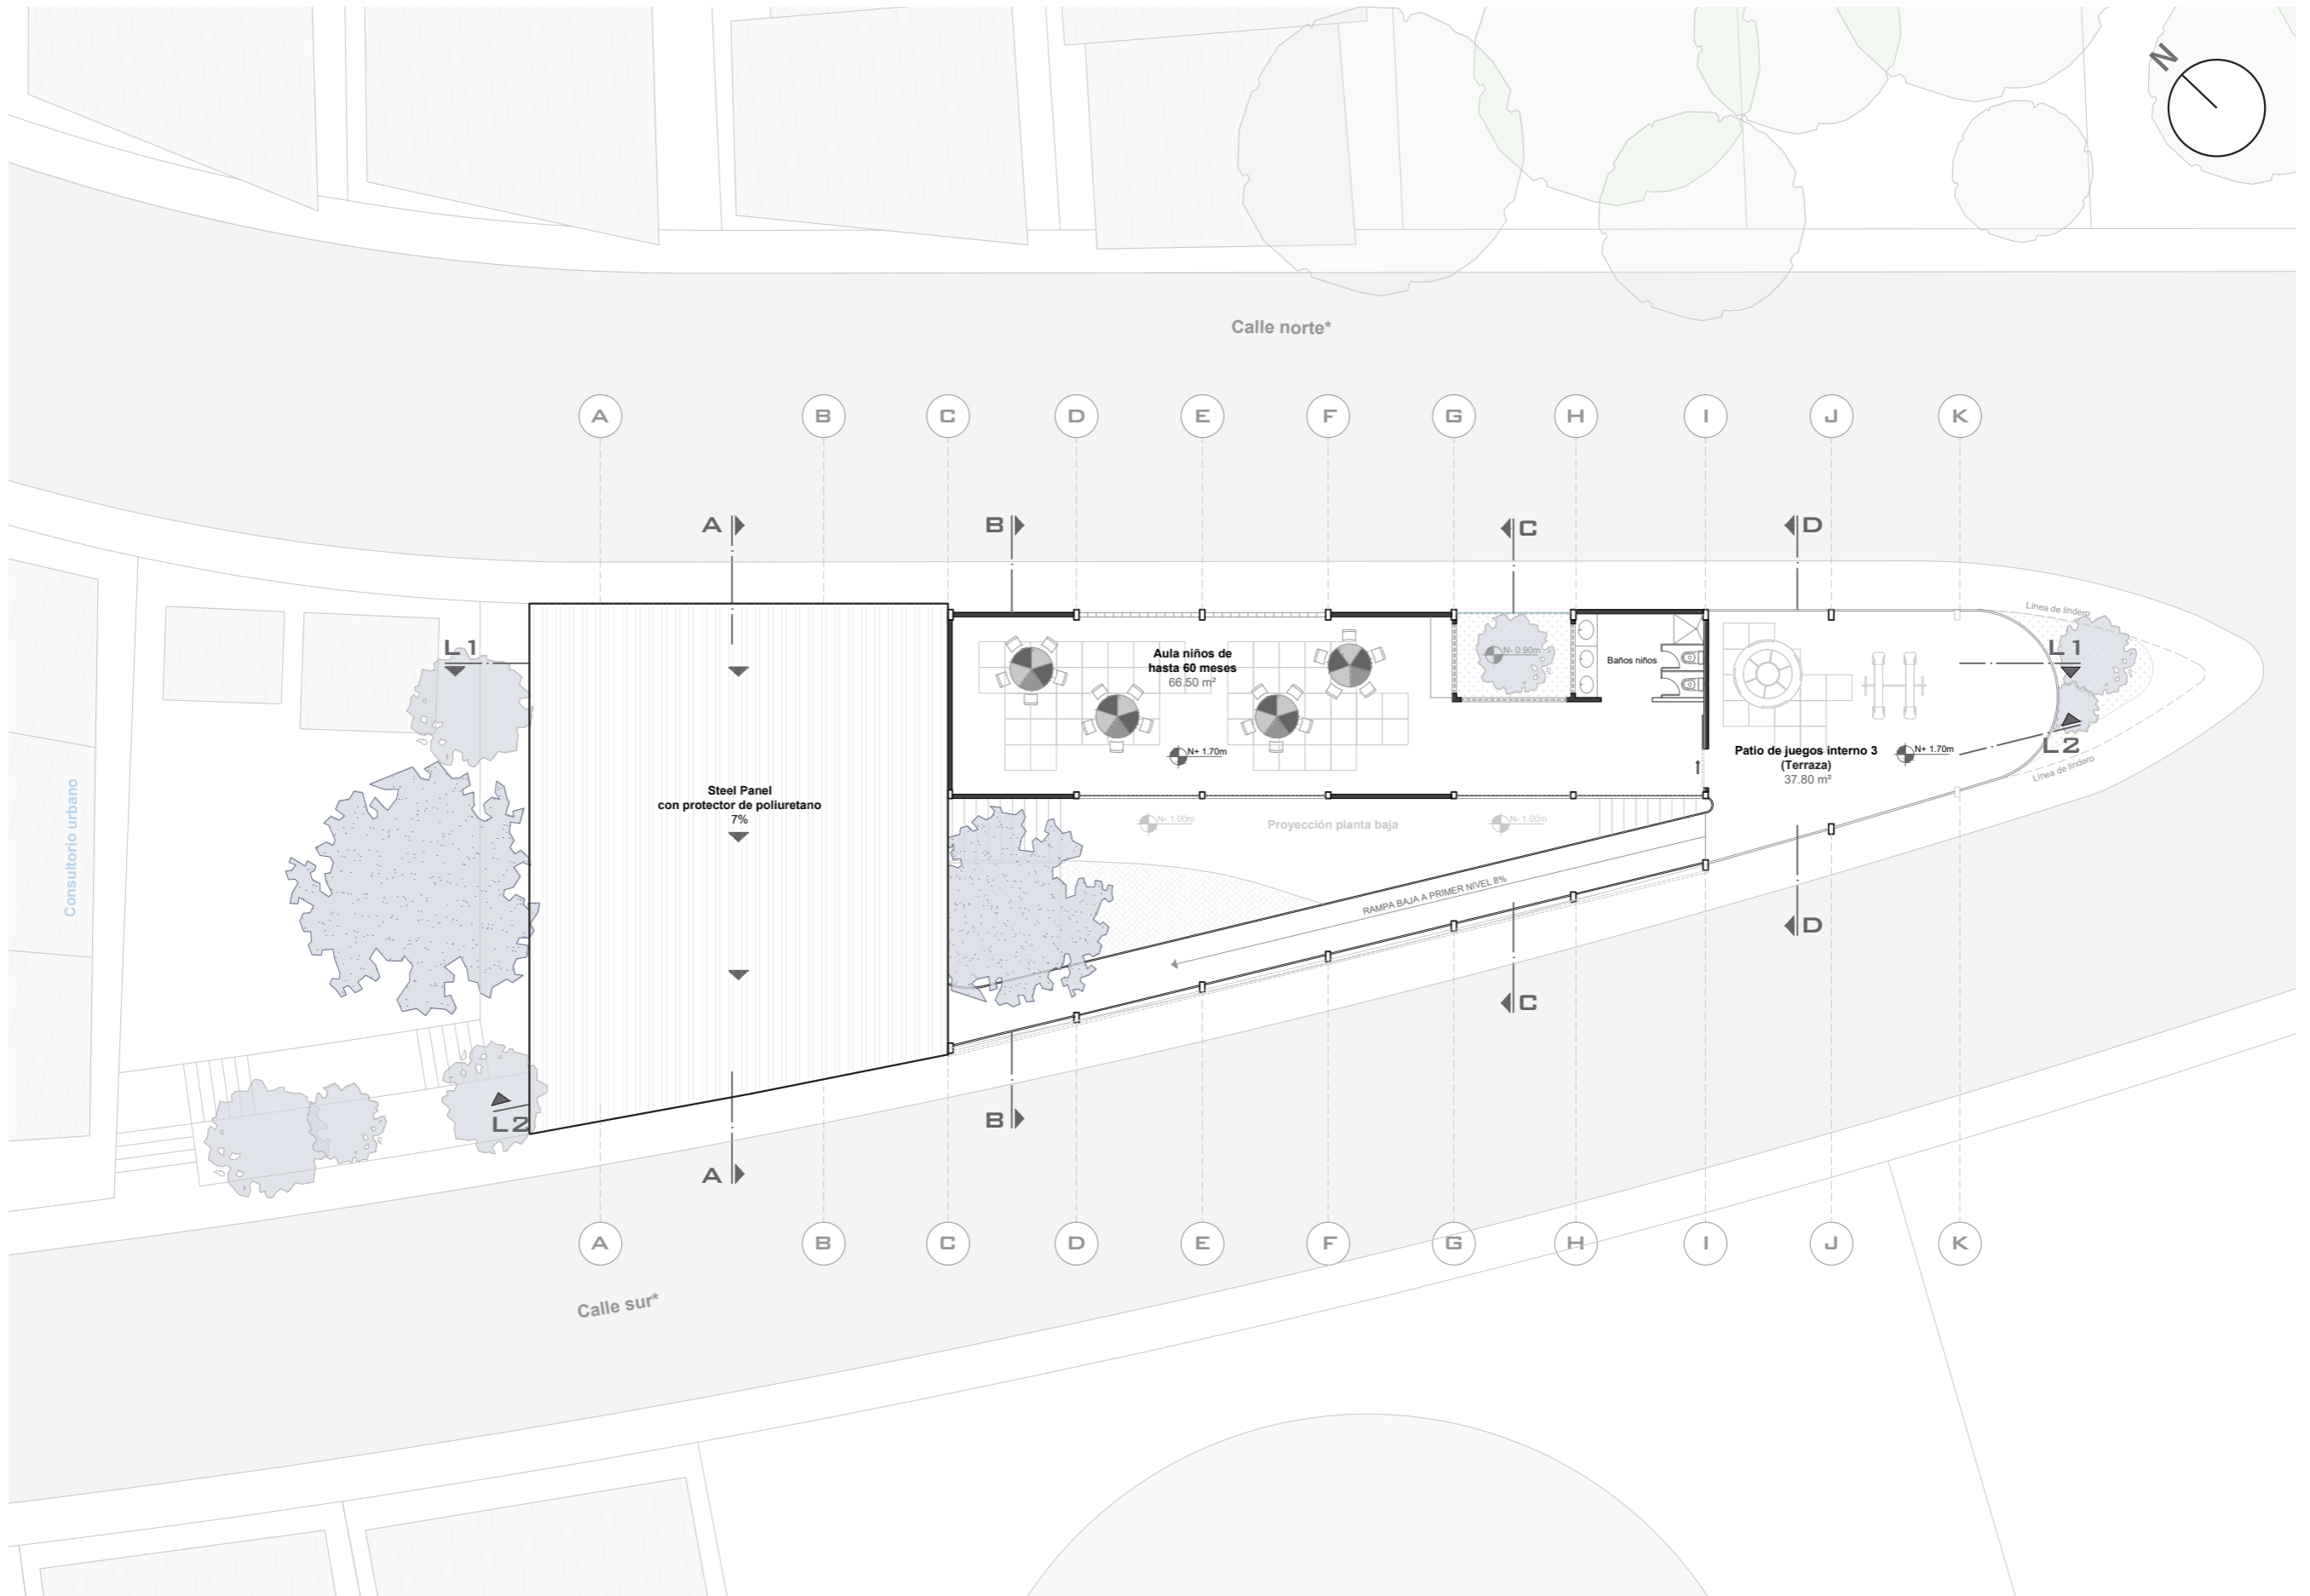 N
Calle norte*
A B C D E F G H I J K
A B C D
Línea de lindero
L1 L1
Aula niños de
hasta 60 meses
66.50 m²
N- 0.90m
Baños niños
N+ 1.70m
Patio de juegos interno 3
(Terraza)
37.80 m²
N+ 1.70m
L2
Línea de lindero
Consultorio urbano
Steel Panel
con protector de poliuretano
7%
N- 1.00m
Proyección planta baja
N- 1.00m
RAMPA BAJA A PRIMER NIVEL 8%
D
C
L2
B
A
A B C D E F G H I J K
Calle sur*